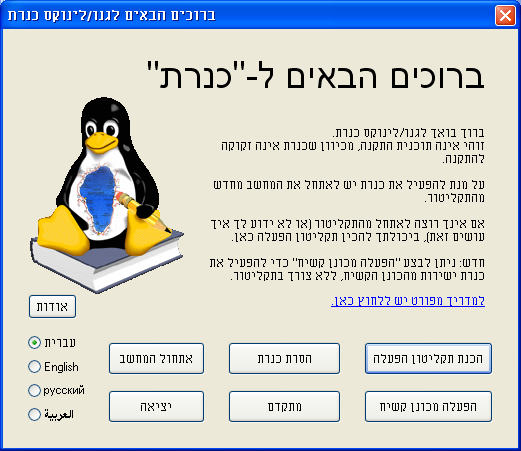 ברוכים הבאים לגנו/לינוקס כנרת
ברוכים הבאים ל-"כנרת"
ברוך בואך לגנו/לינוקס כנרת.
זוהי אינה תוכנית התקנה, מכיוון שכנרת אינה זקוקה
להתקנה.
על מנת להפעיל את כנרת יש לאתחל את המחשב מחדש
מהתקליטור.
אם אינך רוצה לאתחל מהתקליטור (או לא ידוע לך איך
עושים זאת), ביכולתך להכין תקליטון הפעלה כאן.
חדש: ניתן לבצע "הפעלה מכונן קשיח" כדי להפעיל את
כנרת ישירות מהכונן הקשיח, ללא צורך בתקליטור.
למדריך מפורט יש ללחוץ כאן.
אודות
עברית
English
русский
العربية
הכנת תקליטון הפעלה
הסרת כנרת
אתחול המחשב
הפעלה מכונן קשיח
מתקדם
יציאה